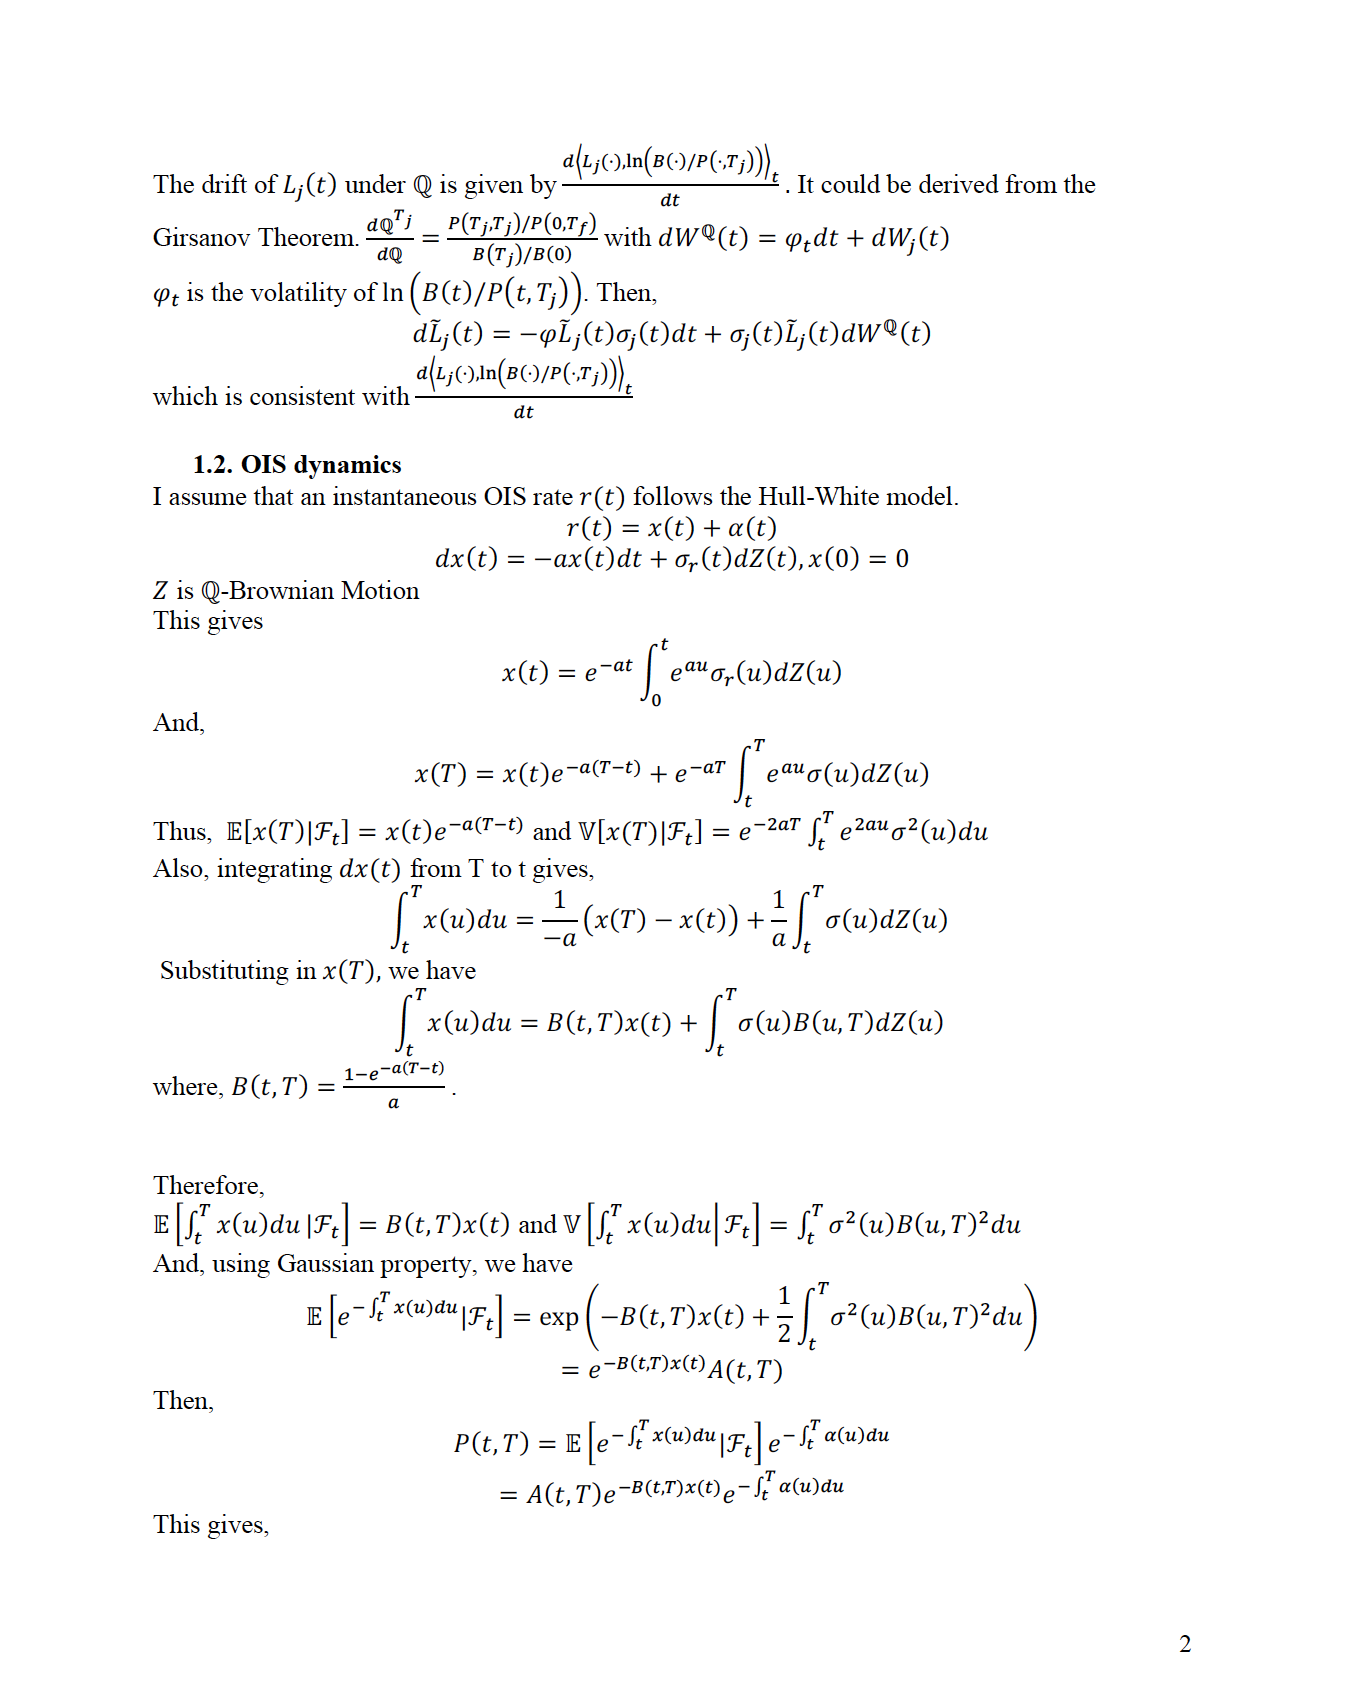 The drift of $L_j(t)$ under $\mathbb{Q}$ is given by $\frac{d\langle L_j(\cdot),\ln(B(\cdot)/P(\cdot,T_j))\rangle_t}{dt}$. It could be derived from the
Girsanov Theorem. $\frac{d\mathbb{Q}^{T_j}}{d\mathbb{Q}} = \frac{P(T_j,T_j)/P(0,T_f)}{B(T_j)/B(0)}$ with $dW^{\mathbb{Q}}(t) = \varphi_t dt + dW_j(t)$
$\varphi_t$ is the volatility of $\ln\left(B(t)/P(t,T_j)\right)$. Then,
$d\tilde{L}_j(t) = -\varphi\tilde{L}_j(t)\sigma_j(t)dt + \sigma_j(t)\tilde{L}_j(t)dW^{\mathbb{Q}}(t)$
which is consistent with $\frac{d\langle L_j(\cdot),\ln(B(\cdot)/P(\cdot,T_j))\rangle_t}{dt}$
1.2. OIS dynamics
I assume that an instantaneous OIS rate $r(t)$ follows the Hull-White model.
$r(t) = x(t) + \alpha(t)$
$dx(t) = -ax(t)dt + \sigma_r(t)dZ(t), x(0) = 0$
$Z$ is $\mathbb{Q}$-Brownian Motion
This gives
$x(t) = e^{-at}\int_0^t e^{au}\sigma_r(u)dZ(u)$
And,
$x(T) = x(t)e^{-a(T-t)} + e^{-aT}\int_t^T e^{au}\sigma(u)dZ(u)$
Thus, $\mathbb{E}[x(T)|\mathcal{F}_t] = x(t)e^{-a(T-t)}$ and $\mathbb{V}[x(T)|\mathcal{F}_t] = e^{-2aT}\int_t^T e^{2au}\sigma^2(u)du$
Also, integrating $dx(t)$ from T to t gives,
$\int_t^T x(u)du = \frac{1}{-a}(x(T) - x(t)) + \frac{1}{a}\int_t^T \sigma(u)dZ(u)$
Substituting in $x(T)$, we have
$\int_t^T x(u)du = B(t,T)x(t) + \int_t^T \sigma(u)B(u,T)dZ(u)$
where, $B(t,T) = \frac{1-e^{-a(T-t)}}{a}$.
Therefore,
$\mathbb{E}\left[\int_t^T x(u)du|\mathcal{F}_t\right] = B(t,T)x(t)$ and $\mathbb{V}\left[\int_t^T x(u)du\middle|\mathcal{F}_t\right] = \int_t^T \sigma^2(u)B(u,T)^2du$
And, using Gaussian property, we have
$\mathbb{E}\left[e^{-\int_t^T x(u)du}|\mathcal{F}_t\right] = \exp\left(-B(t,T)x(t) + \frac{1}{2}\int_t^T \sigma^2(u)B(u,T)^2du\right)$
$= e^{-B(t,T)x(t)}A(t,T)$
Then,
$P(t,T) = \mathbb{E}\left[e^{-\int_t^T x(u)du}|\mathcal{F}_t\right]e^{-\int_t^T \alpha(u)du}$
$= A(t,T)e^{-B(t,T)x(t)}e^{-\int_t^T \alpha(u)du}$
This gives,
2